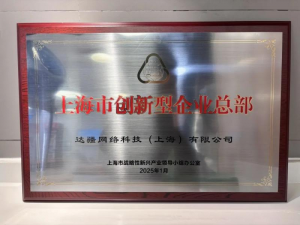 上海市创新型企业总部
达疆网络科技（上海）有限公司
上海市战略性新兴产业领导小组办公室
2025年1月